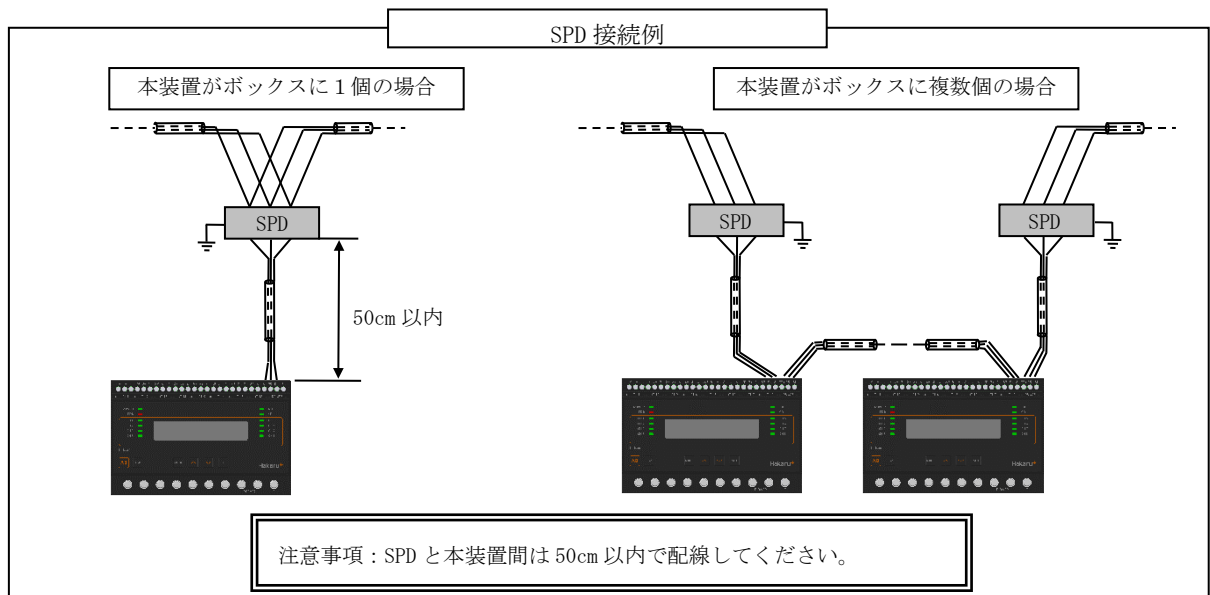 SPD 接続例
本装置がボックスに１個の場合
本装置がボックスに複数個の場合
SPD
SPD
SPD
50cm 以内
Hakaru
Hakaru
Hakaru
注意事項：SPD と本装置間は 50cm 以内で配線してください。